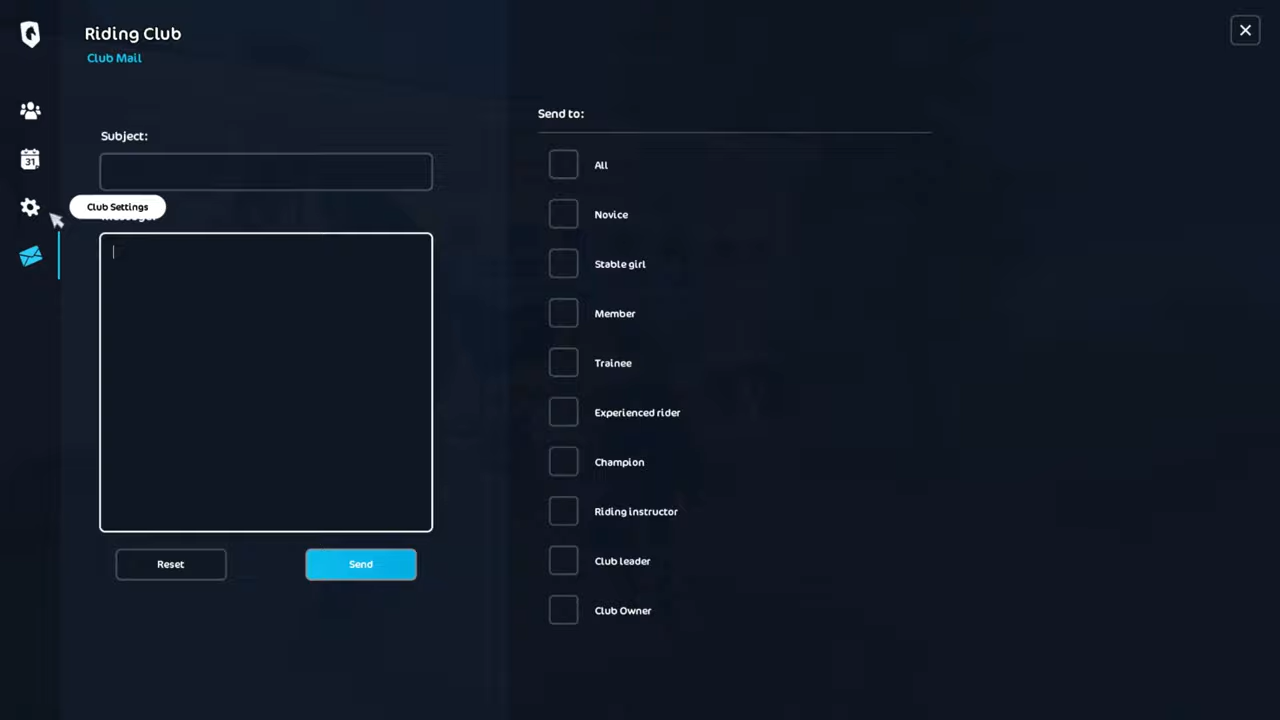 Riding Club
Club Mail
31
Subject:
Club Settings
Reset
Send
Send to:
All
Novice
Stable girl
Member
Trainee
Experienced rider
Champion
Riding instructor
Club leader
Club Owner